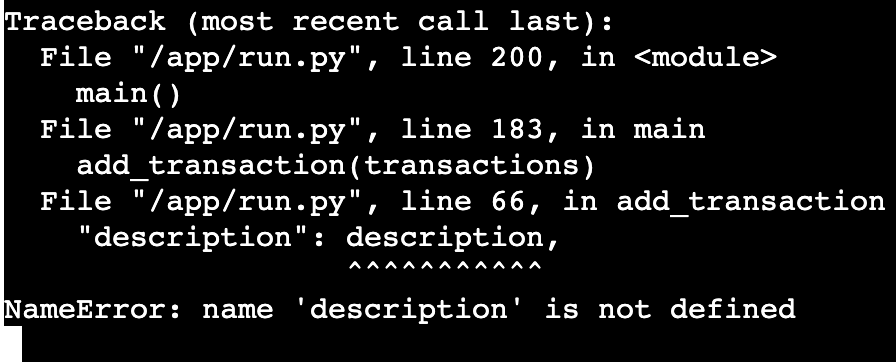 Traceback (most recent call last):
  File "/app/run.py", line 200, in <module>
    main()
  File "/app/run.py", line 183, in main
    add_transaction(transactions)
  File "/app/run.py", line 66, in add_transaction
    "description": description,
                   ^^^^^^^^^^^
NameError: name 'description' is not defined